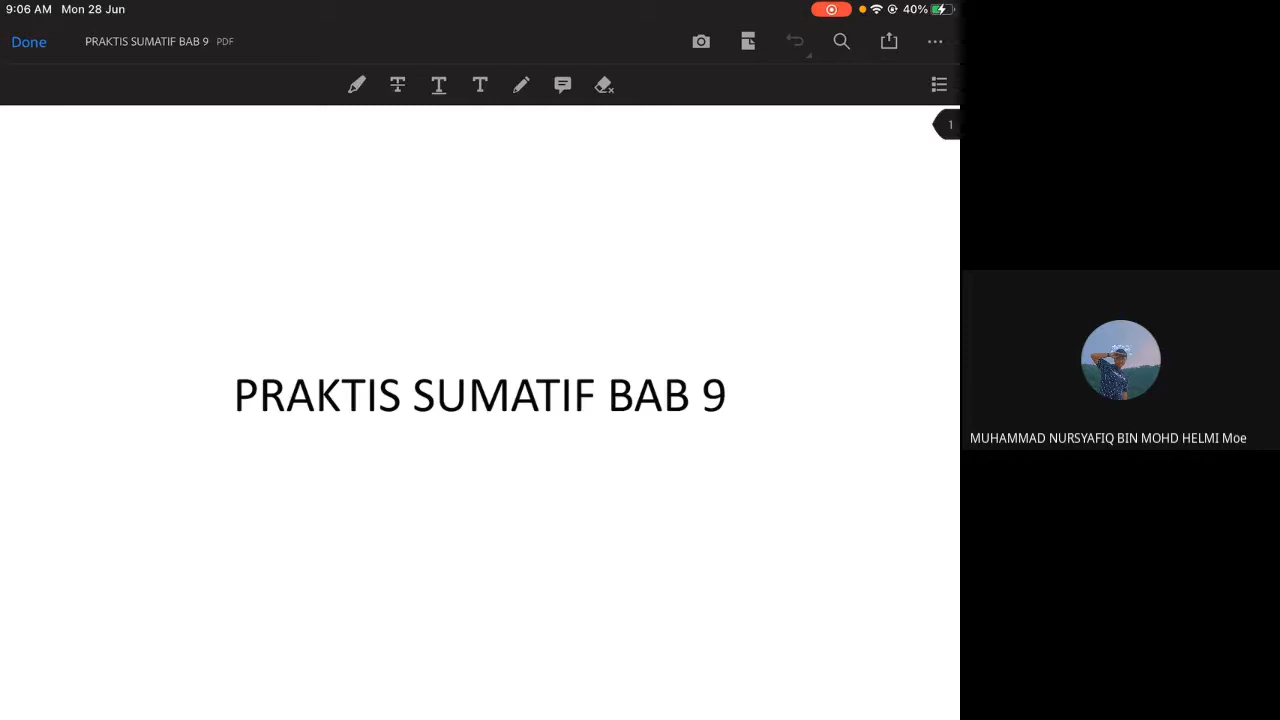 9:06 AM Mon 28 Jun
40%
Done
PRAKTIS SUMATIF BAB 9 PDF
1
PRAKTIS SUMATIF BAB 9
MUHAMMAD NURSYAFIQ BIN MOHD HELMI Moe